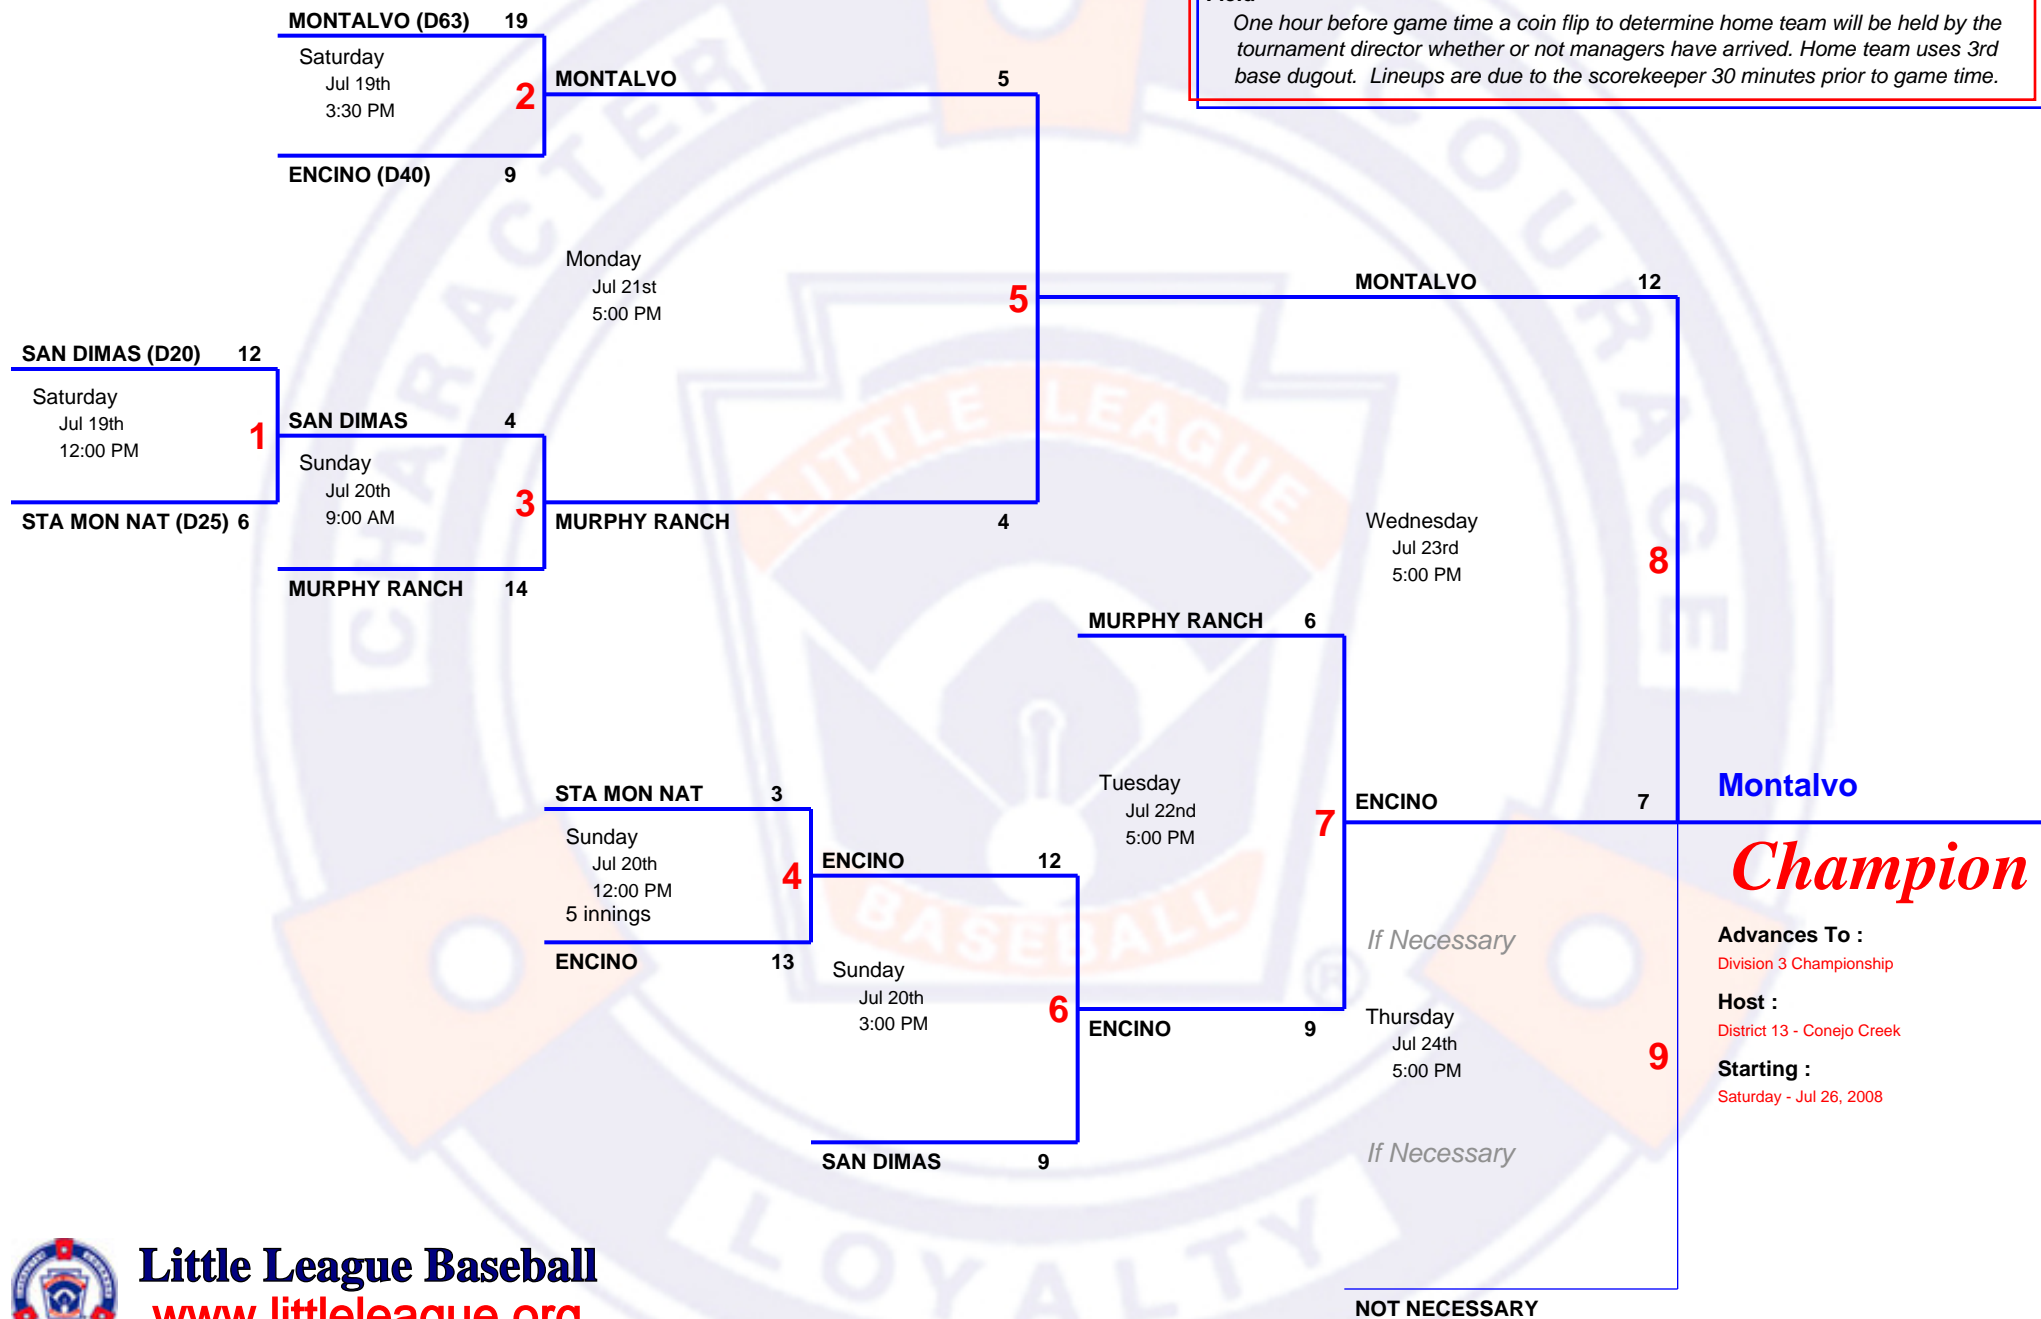 MONTALVO (D63) 19
Saturday
Jul 19th
3:30 PM
2
ENCINO (D40) 9
MONTALVO 5
One hour before game time a coin flip to determine home team will be held by the
tournament director whether or not managers have arrived. Home team uses 3rd
base dugout. Lineups are due to the scorekeeper 30 minutes prior to game time.
Monday
Jul 21st
5:00 PM
5
MONTALVO 12
SAN DIMAS (D20) 12
Saturday
Jul 19th
12:00 PM
1
STA MON NAT (D25) 6
SAN DIMAS 4
Sunday
Jul 20th
9:00 AM
3
MURPHY RANCH 14
MURPHY RANCH 4
Wednesday
Jul 23rd
5:00 PM
8
MURPHY RANCH 6
Tuesday
Jul 22nd
5:00 PM
7
STA MON NAT 3
Sunday
Jul 20th
12:00 PM
5 innings
4
ENCINO 13
ENCINO 12
Sunday
Jul 20th
3:00 PM
6
SAN DIMAS 9
ENCINO 9
ENCINO 7
If Necessary
Thursday
Jul 24th
5:00 PM
9
If Necessary
NOT NECESSARY
Montalvo
Champion
Advances To :
Division 3 Championship
Host :
District 13 - Conejo Creek
Starting :
Saturday - Jul 26, 2008
CHARACTER
COURAGE
LOYALTY
LITTLE LEAGUE
BASEBALL
®
Little League Baseball
www.littleleague.org